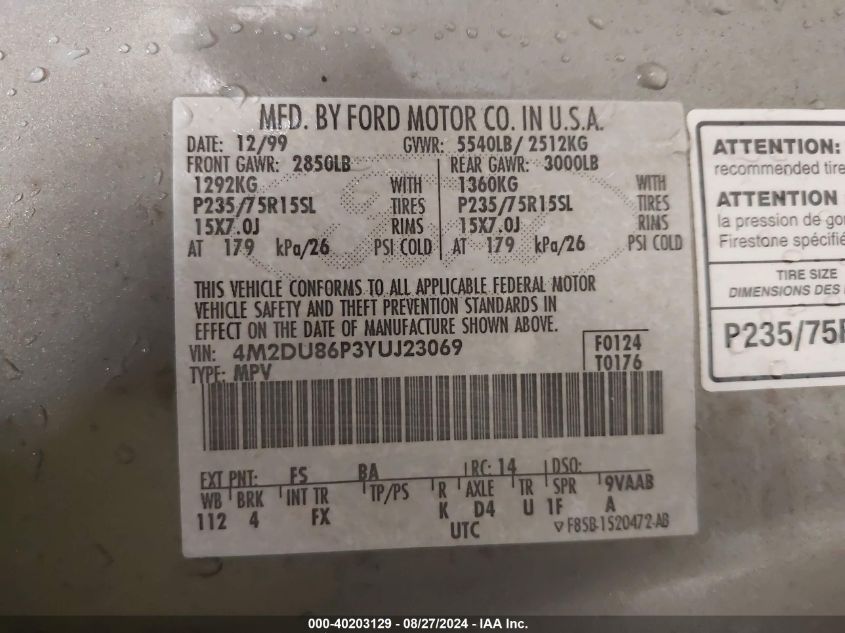 MFD. BY FORD MOTOR CO. IN U.S.A.
DATE: 12/99 GVWR: 5540LB/ 2512KG
FRONT GAWR: 2850LB REAR GAWR: 3000LB
1292KG WITH 1360KG WITH
P235/75R15SL TIRES P235/75R15SL TIRES
15X7.0J RIMS 15X7.0J RIMS
AT 179 kPa/26 PSI COLD AT 179 kPa/26 PSI COLD
THIS VEHICLE CONFORMS TO ALL APPLICABLE FEDERAL MOTOR
VEHICLE SAFETY AND THEFT PREVENTION STANDARDS IN
EFFECT ON THE DATE OF MANUFACTURE SHOWN ABOVE.
VIN: 4M2DU86P3YUJ23069 F0124
TYPE: MPV T0176
EXT PNT: FS BA RC: 14 DSO:
WB BRK INT TR TP/PS R AXLE TR SPR 9VAAB
112 4 FX K D4 U 1F A
UTC F85B-1520472-AB
ATTENTION:
recommended tire
ATTENTION
la pression de go
Firestone spécifié
TIRE SIZE
DIMENSIONS DES
P235/75R
000-40203129 - 08/27/2024 - IAA Inc.